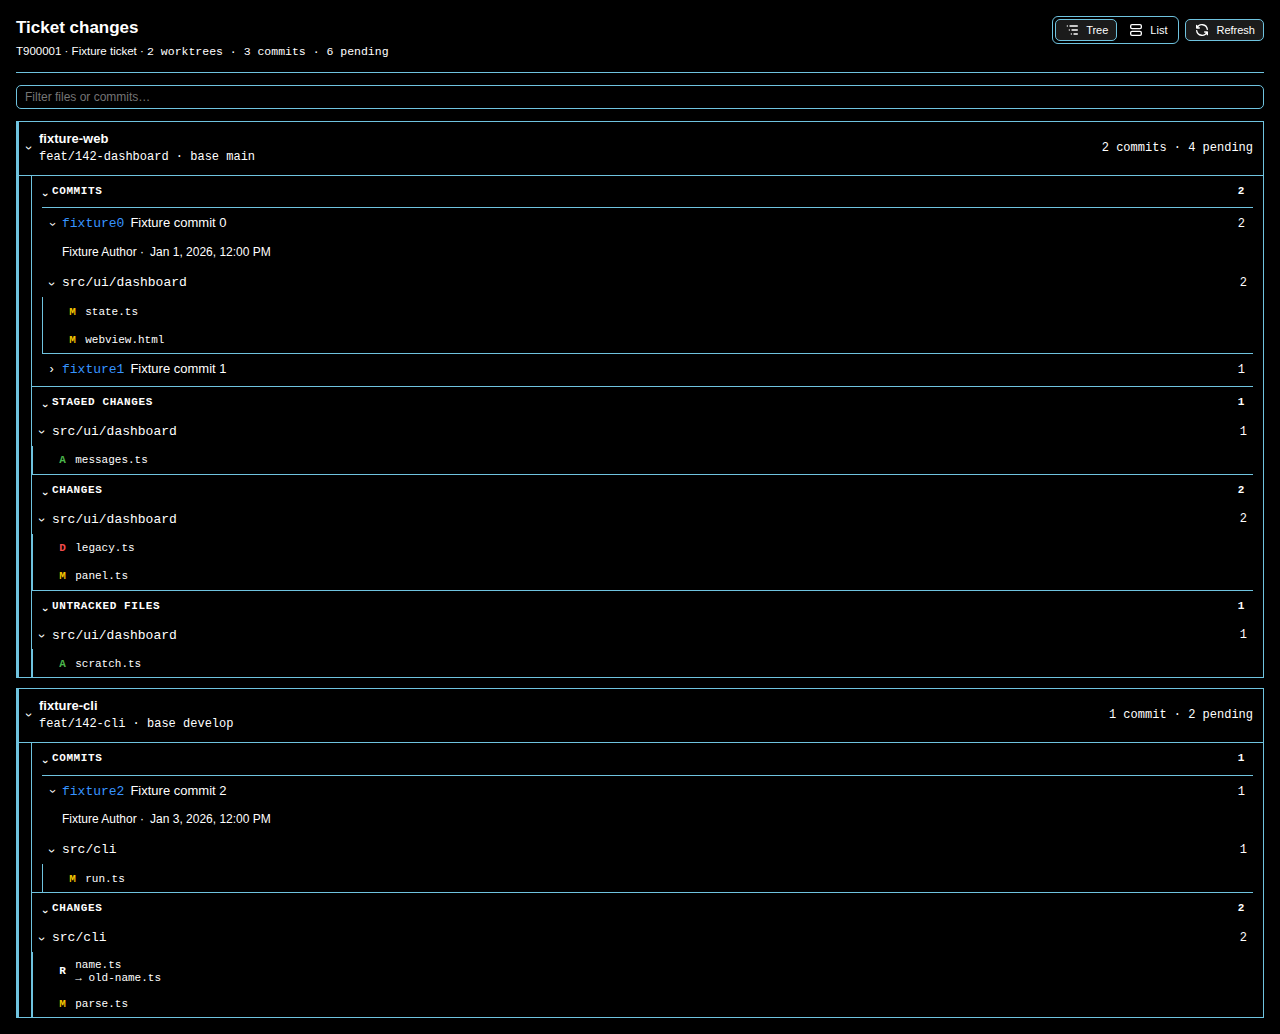 Ticket changes
Tree List Refresh
T900001 · Fixture ticket · 2 worktrees · 3 commits · 6 pending
Filter files or commits…
fixture-web
feat/142-dashboard · base main
2 commits · 4 pending
COMMITS 2
fixture0 Fixture commit 0 2
Fixture Author · Jan 1, 2026, 12:00 PM
src/ui/dashboard 2
M state.ts
M webview.html
fixture1 Fixture commit 1 1
STAGED CHANGES 1
src/ui/dashboard 1
A messages.ts
CHANGES 2
src/ui/dashboard 2
D legacy.ts
M panel.ts
UNTRACKED FILES 1
src/ui/dashboard 1
A scratch.ts
fixture-cli
feat/142-cli · base develop
1 commit · 2 pending
COMMITS 1
fixture2 Fixture commit 2 1
Fixture Author · Jan 3, 2026, 12:00 PM
src/cli 1
M run.ts
CHANGES 2
src/cli 2
R name.ts
→ old-name.ts
M parse.ts